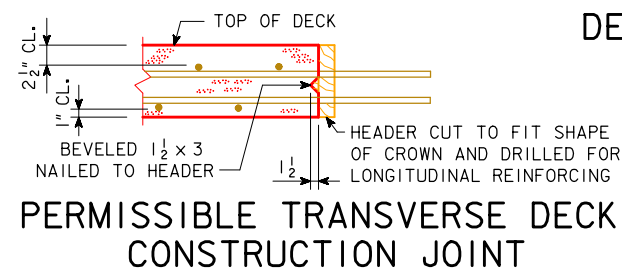 TOP OF DECK
DE
2½" CL.
1" CL.
BEVELED 1½ x 3
NAILED TO HEADER
1½
HEADER CUT TO FIT SHAPE
OF CROWN AND DRILLED FOR
LONGITUDINAL REINFORCING
PERMISSIBLE TRANSVERSE DECK
CONSTRUCTION JOINT